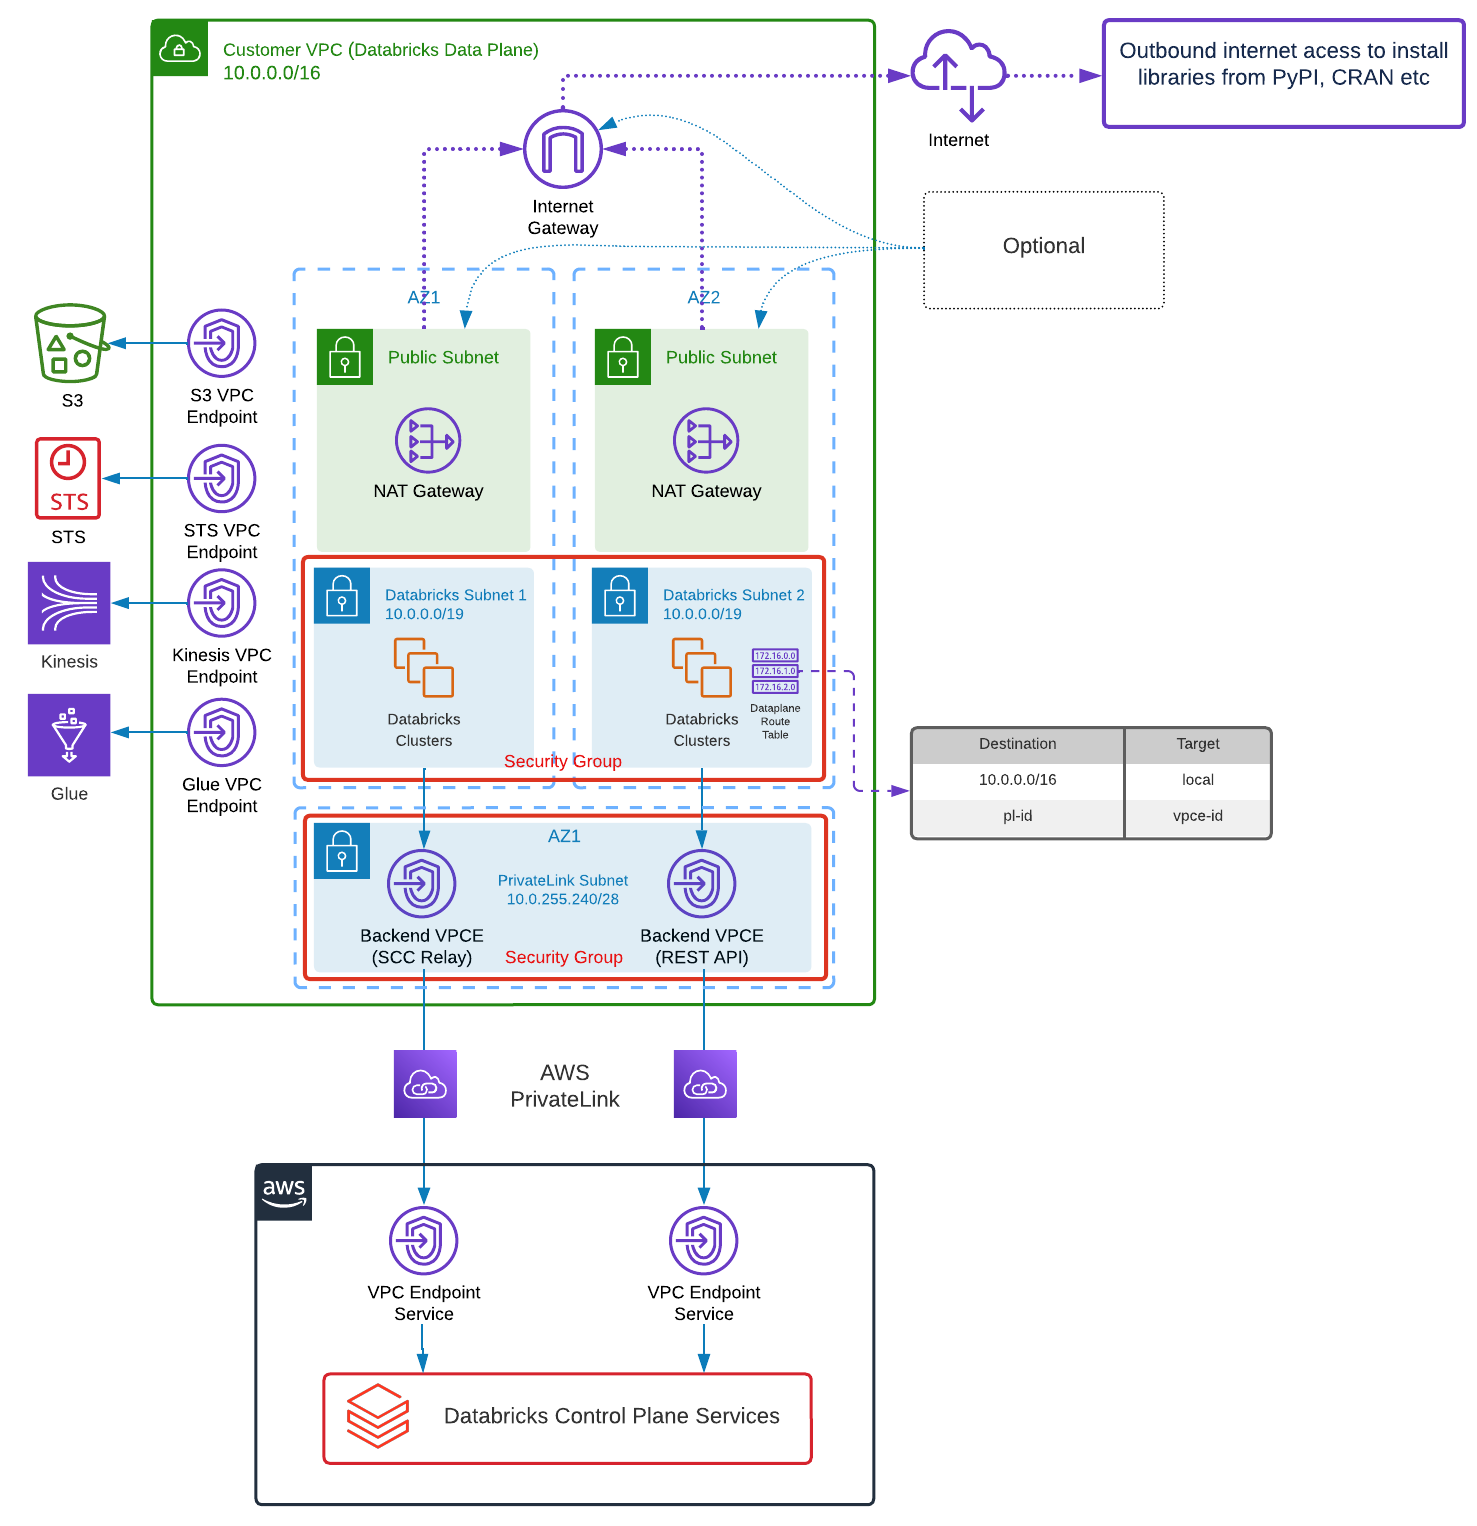 Customer VPC (Databricks Data Plane)
10.0.0.0/16
Outbound internet acess to install
libraries from PyPI, CRAN etc
Internet
Internet
Gateway
Optional
AZ1
AZ2
S3
S3 VPC
Endpoint
Public Subnet
Public Subnet
NAT Gateway
NAT Gateway
STS
STS
STS VPC
Endpoint
Kinesis
Kinesis VPC
Endpoint
Glue
Glue VPC
Endpoint
Databricks Subnet 1
10.0.0.0/19
Databricks Subnet 2
10.0.0.0/19
Databricks
Clusters
Databricks
Clusters
172.16.0.0
172.16.1.0
172.16.2.0
Dataplane
Route
Table
Security Group
Destination
Target
10.0.0.0/16
local
pl-id
vpce-id
AZ1
PrivateLink Subnet
10.0.255.240/28
Backend VPCE
(SCC Relay)
Backend VPCE
(REST API)
Security Group
AWS
PrivateLink
aws
VPC Endpoint
Service
VPC Endpoint
Service
Databricks Control Plane Services